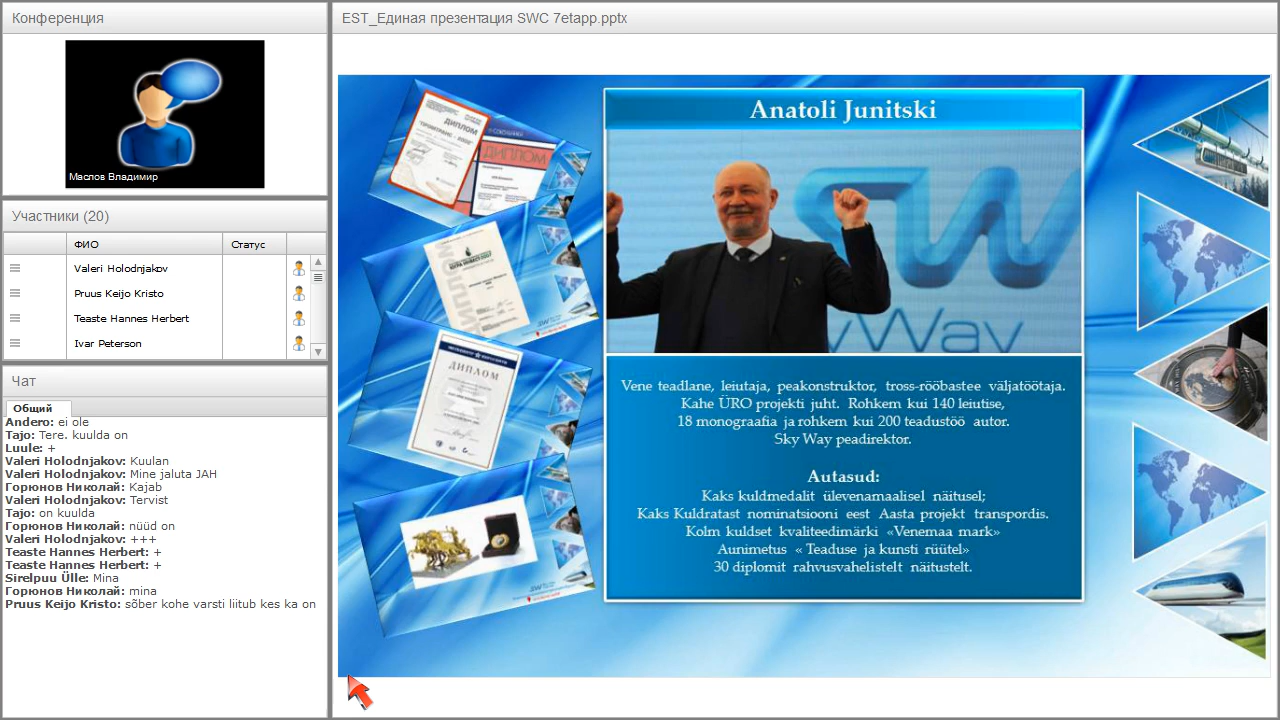 Конференция
Маслов Владимир
Участники (20)
ФИО
Статус
Valeri Holodnjakov
Pruus Keijo Kristo
Teaste Hannes Herbert
Ivar Peterson
Чат
Общий
Andero: ei ole
Tajo: Tere. kuulda on
Luule: +
Valeri Holodnjakov: Kuulan
Valeri Holodnjakov: Mine jaluta JAH
Горюнов Николай: Kajab
Valeri Holodnjakov: Tervist
Tajo: on kuulda
Горюнов Николай: nüüd on
Valeri Holodnjakov: +++
Teaste Hannes Herbert: +
Sirelpuu Ülle: Mina
Горюнов Николай: mina
Pruus Keijo Kristo: sõber kohe varsti liitub kes ka on
EST_Единая презентация SWC 7etapp.pptx
ДИПЛОМ
ДИПЛОМ
ДИПЛОМ
Anatoli Junitski
SW
yWay
Vene teadlane, leiutaja, peakonstruktor, tross-rööbastee väljatöötaja.
Kahe ÜRO projekti juht. Rohkem kui 140 leiutise,
18 monograafia ja rohkem kui 200 teadustöö autor.
Sky Way peadirektor.
Autasud:
Kaks kuldmedalit ülevenamaalisel näitusel;
Kaks Kuldratast nominatsiooni eest Aasta projekt transpordis.
Kolm kuldset kvaliteedimärki «Venemaa mark»
Aunimetus « Teaduse ja kunsti rüütel»
30 diplomit rahvusvahelistelt näitustelt.